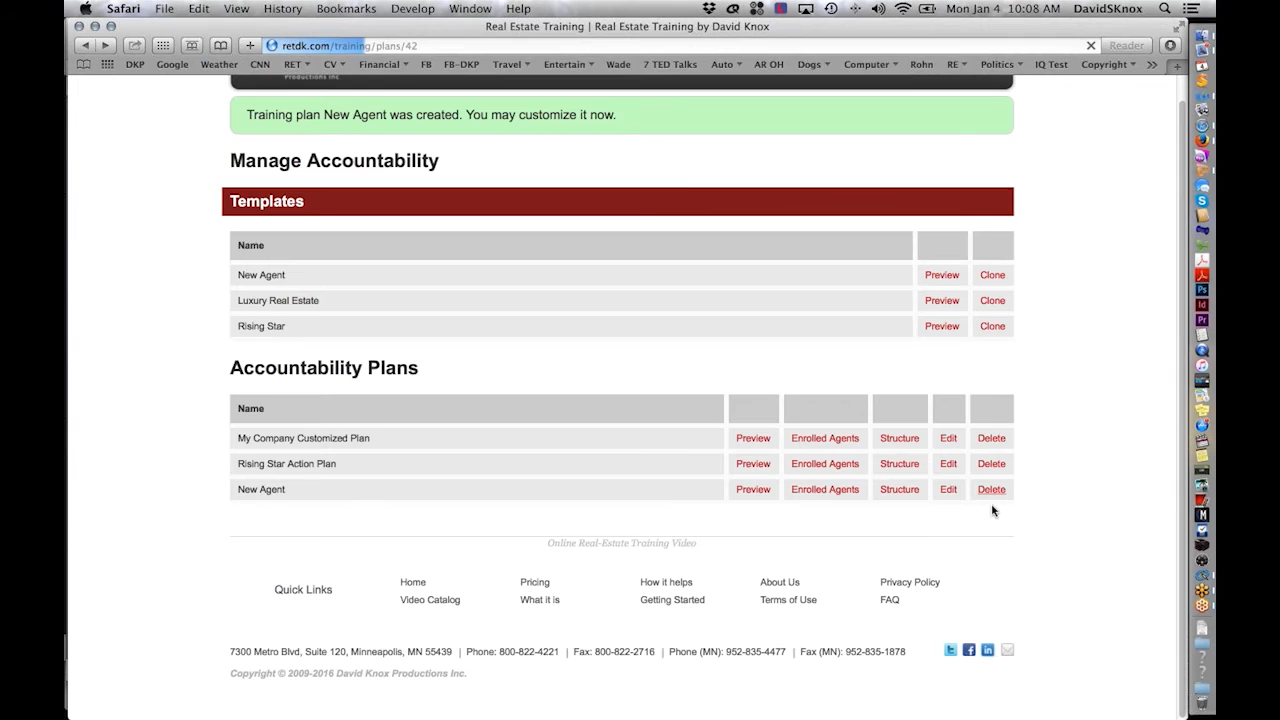 Safari File Edit View History Bookmarks Develop Window Help Mon Jan 4 10:08 AM DavidSKnox
Real Estate Training | Real Estate Training by David Knox
retdk.com/training/plans/42 Reader
DKP Google Weather CNN RET CV Financial FB FB-DKP Travel Entertain Wade 7 TED Talks Auto AR OH Dogs Computer Rohn RE Politics IQ Test Copyright
Productions Inc
Training plan New Agent was created. You may customize it now.
Manage Accountability
Templates
Name
New Agent Preview Clone
Luxury Real Estate Preview Clone
Rising Star Preview Clone
Accountability Plans
Name
My Company Customized Plan Preview Enrolled Agents Structure Edit Delete
Rising Star Action Plan Preview Enrolled Agents Structure Edit Delete
New Agent Preview Enrolled Agents Structure Edit Delete
Online Real-Estate Training Video
Quick Links
Home Pricing How it helps About Us Privacy Policy
Video Catalog What it is Getting Started Terms of Use FAQ
7300 Metro Blvd, Suite 120, Minneapolis, MN 55439 | Phone: 800-822-4221 | Fax: 800-822-2716 | Phone (MN): 952-835-4477 | Fax (MN): 952-835-1878
Copyright © 2009-2016 David Knox Productions Inc.